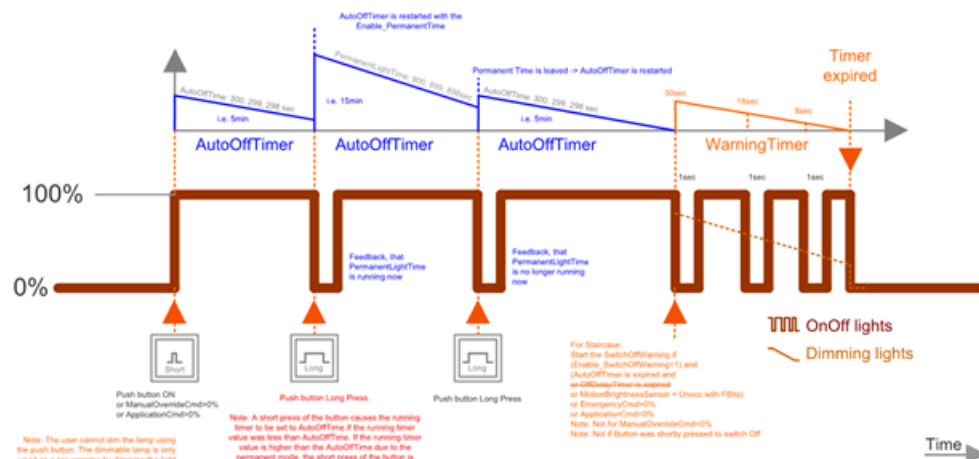 AutoOffTimer is restarted with the
Enable_PermanentTime
PermanentLightTime: 900, 899, 898sec
i.e. 15min
Permanent Time is leaved -> AutoOffTimer is restarted
Timer
expired
AutoOffTime: 300, 299, 298 sec
i.e. 5min
AutoOffTime: 300, 299, 298 sec
i.e. 5min
30sec
18sec
6sec
AutoOffTimer
AutoOffTimer
AutoOffTimer
WarningTimer
100%
1sec
1sec
1sec
Feedback, that
PermanentLightTime
is running now
Feedback, that
PermanentLightTime
is no longer running
now
0%
Short
Long
Long
OnOff lights
Dimming lights
Push button ON
or ManualOverrideCmd>0%
or ApplicationCmd>0%
Push button Long Press.
Push button Long Press
For Staircase:
Start the SwitchOffWarning if
(Enable_SwitchOffWarning=1) and
(AutoOffTimer is expired and
or OffDelayTimer is expired
or MotionBrightnessSensor = Unocc with FBits)
or EmergencyCmd=0%
or ApplicationCmd=0%
Note: Not for ManualOverrideCmd=0%
Note: Not if Button was shortly pressed to switch Off
Note: A short press of the button causes the running
timer to be set to AutoOffTime if the running timer
value was less than AutoOffTime. If the running timer
value is higher than the AutoOffTime due to the
permanent mode, the short press of the button is
Note: The user cannot dim the lamp using
the push button. The dimmable lamp is only
Time